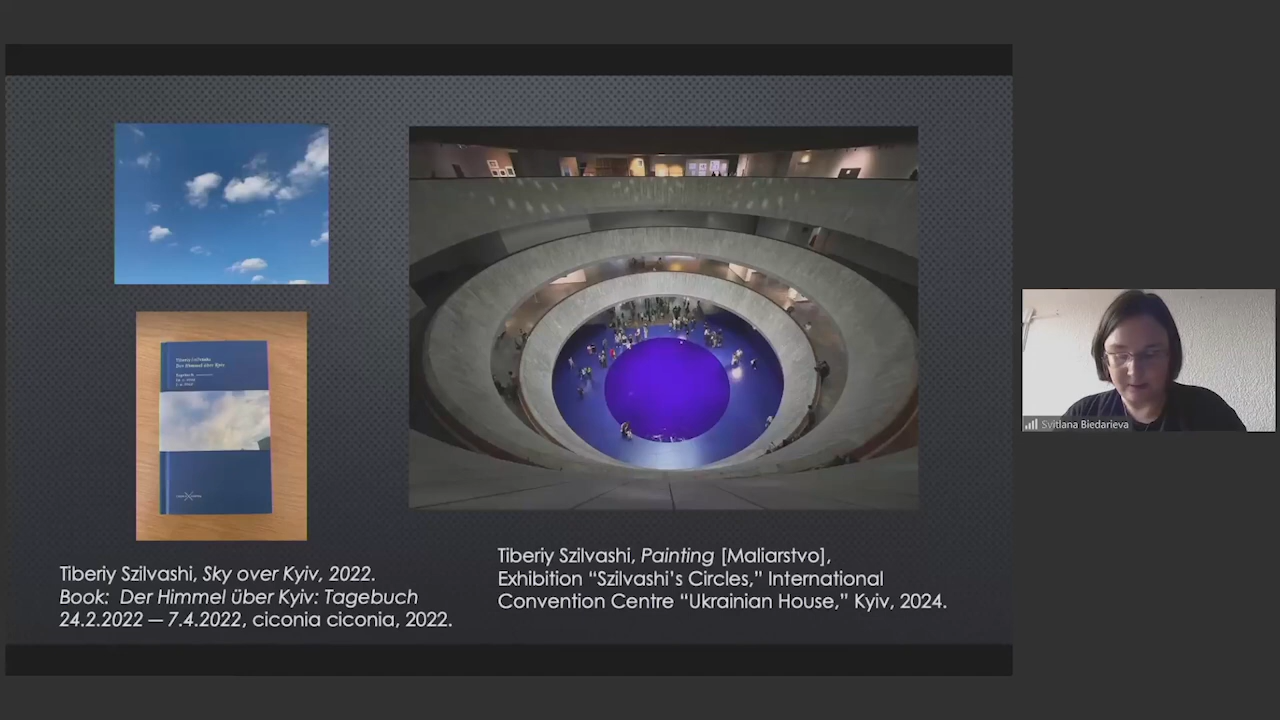 Tiberiy Szilvashi, Sky over Kyiv, 2022.
Book: Der Himmel über Kyiv: Tagebuch
24.2.2022 — 7.4.2022, ciconia ciconia, 2022.
Tiberiy Szilvashi, Painting [Maliarstvo],
Exhibition “Szilvashi’s Circles,” International
Convention Centre “Ukrainian House,” Kyiv, 2024.
Svitlana Biedarieva